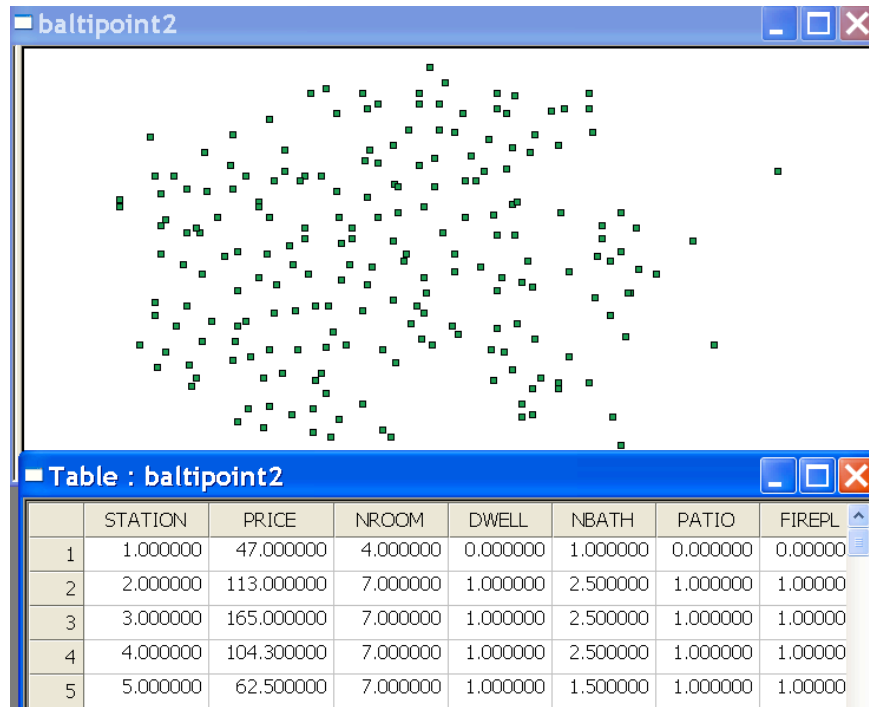 baltipoint2
Table : baltipoint2
STATION PRICE NROOM DWELL NBATH PATIO FIREPL
1 1.000000 47.000000 4.000000 0.000000 1.000000 0.000000 0.00000
2 2.000000 113.000000 7.000000 1.000000 2.500000 1.000000 1.00000
3 3.000000 165.000000 7.000000 1.000000 2.500000 1.000000 1.00000
4 4.000000 104.300000 7.000000 1.000000 2.500000 1.000000 1.00000
5 5.000000 62.500000 7.000000 1.000000 1.500000 1.000000 1.00000